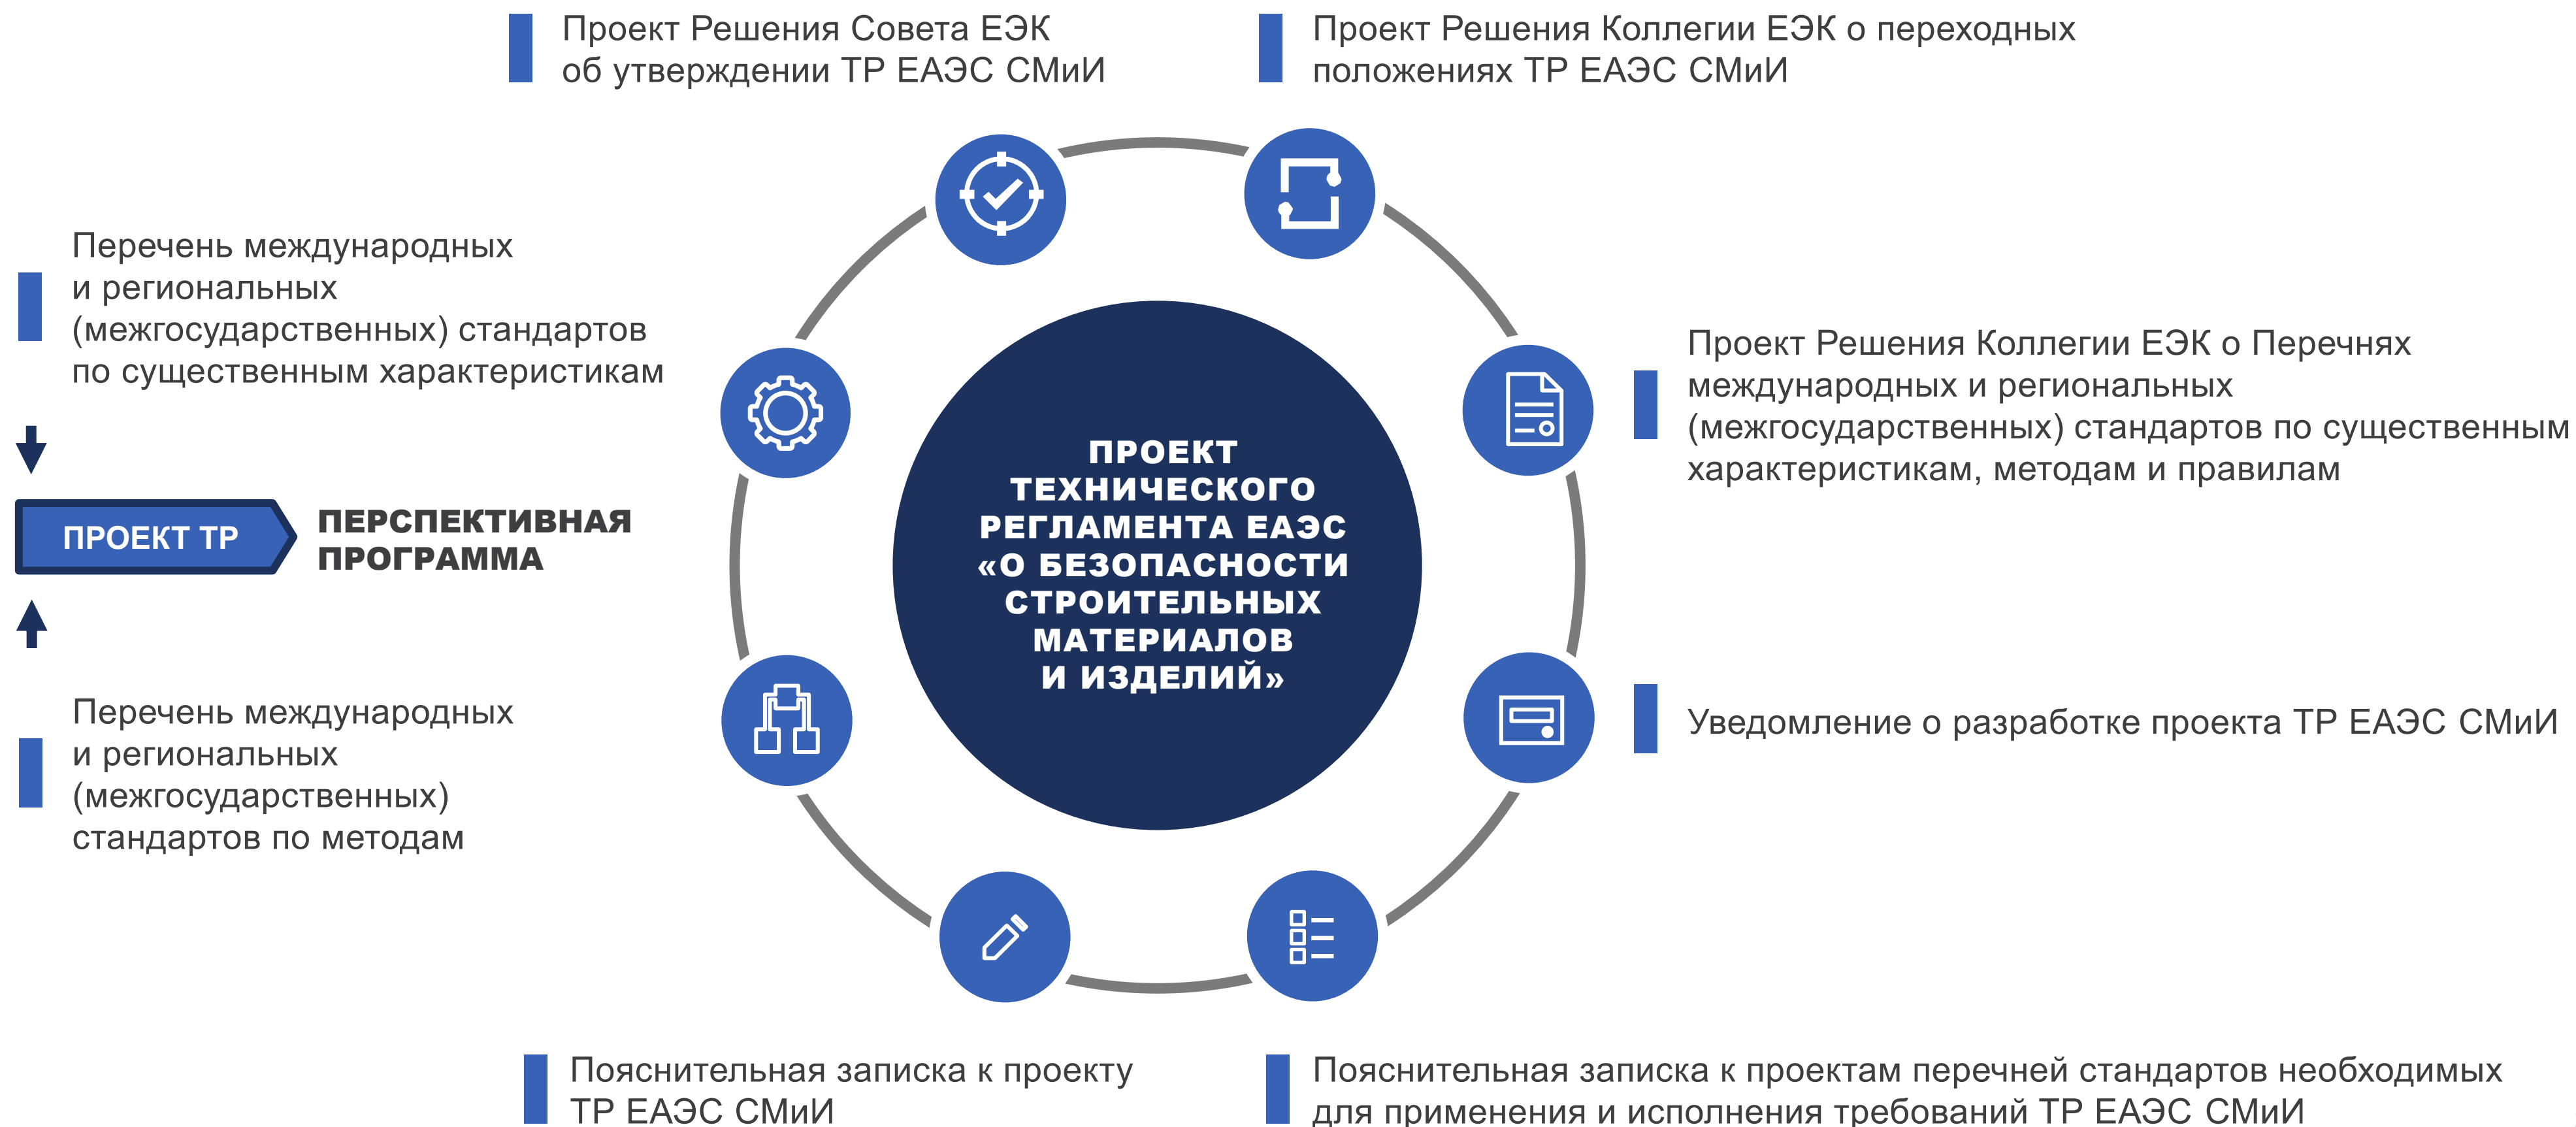 Проект Решения Совета ЕЭК
об утверждении ТР ЕАЭС СМиИ
Проект Решения Коллегии ЕЭК о переходных
положениях ТР ЕАЭС СМиИ
Перечень международных
и региональных
(межгосударственных) стандартов
по существенным характеристикам
ПРОЕКТ ТР
ПЕРСПЕКТИВНАЯ
ПРОГРАММА
Перечень международных
и региональных
(межгосударственных)
стандартов по методам
ПРОЕКТ
ТЕХНИЧЕСКОГО
РЕГЛАМЕНТА ЕАЭС
«О БЕЗОПАСНОСТИ
СТРОИТЕЛЬНЫХ
МАТЕРИАЛОВ
И ИЗДЕЛИЙ»
Проект Решения Коллегии ЕЭК о Перечнях
международных и региональных
(межгосударственных) стандартов по существенным
характеристикам, методам и правилам
Уведомление о разработке проекта ТР ЕАЭС СМиИ
Пояснительная записка к проекту
ТР ЕАЭС СМиИ
Пояснительная записка к проектам перечней стандартов необходимых
для применения и исполнения требований ТР ЕАЭС СМиИ